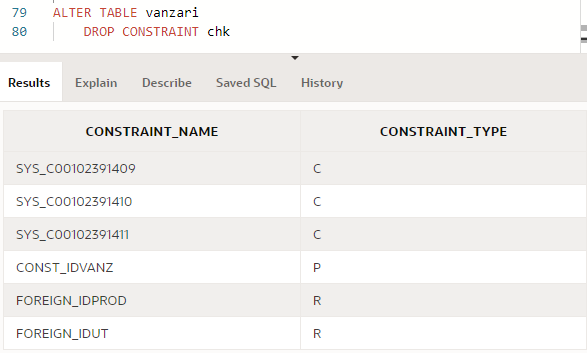 79 ALTER TABLE vanzari
80 DROP CONSTRAINT chk
Results Explain Describe Saved SQL History
CONSTRAINT_NAME CONSTRAINT_TYPE
SYS_C00102391409 C
SYS_C00102391410 C
SYS_C00102391411 C
CONST_IDVANZ P
FOREIGN_IDPROD R
FOREIGN_IDUT R